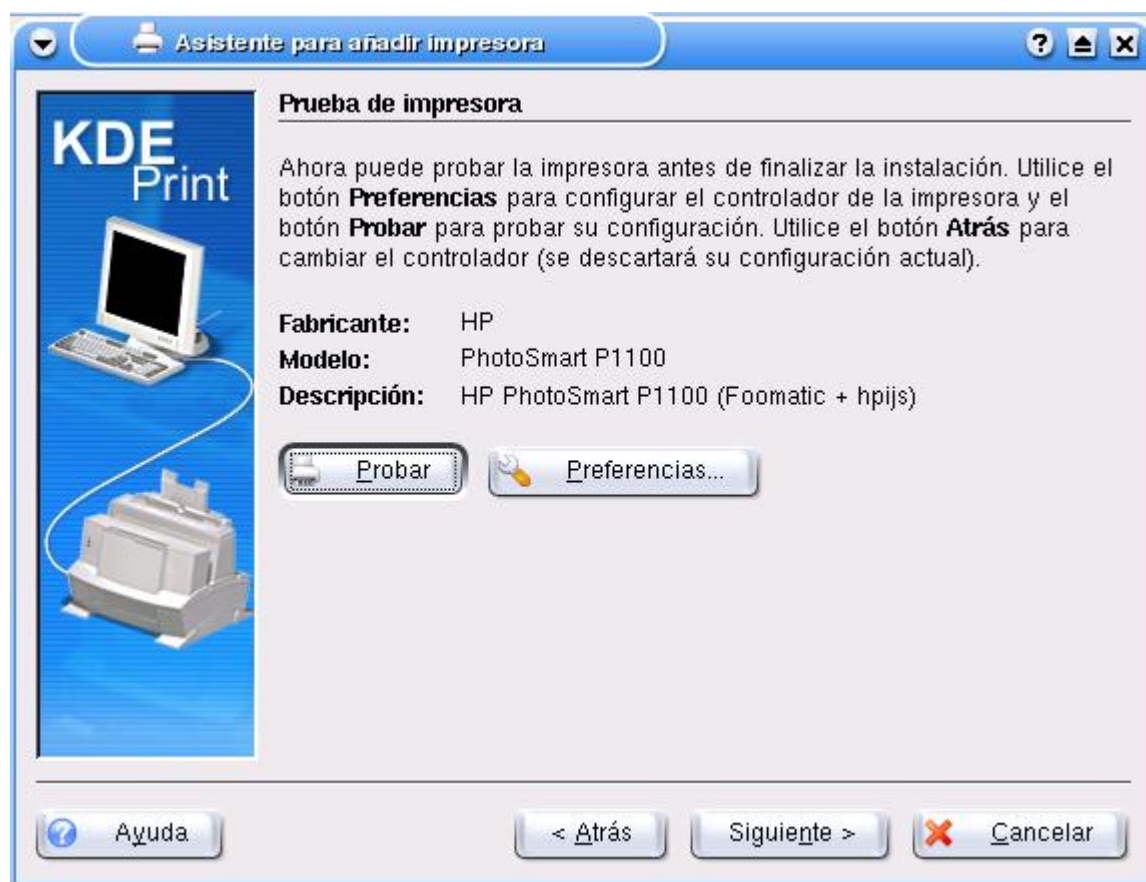 Asistente para añadir impresora
KDE
Print
Prueba de impresora
Ahora puede probar la impresora antes de finalizar la instalación. Utilice el
botón Preferencias para configurar el controlador de la impresora y el
botón Probar para probar su configuración. Utilice el botón Atrás para
cambiar el controlador (se descartará su configuración actual).
Fabricante: HP
Modelo: PhotoSmart P1100
Descripción: HP PhotoSmart P1100 (Foomatic + hpijs)
Probar Preferencias...
Ayuda < Atrás Siguiente > Cancelar